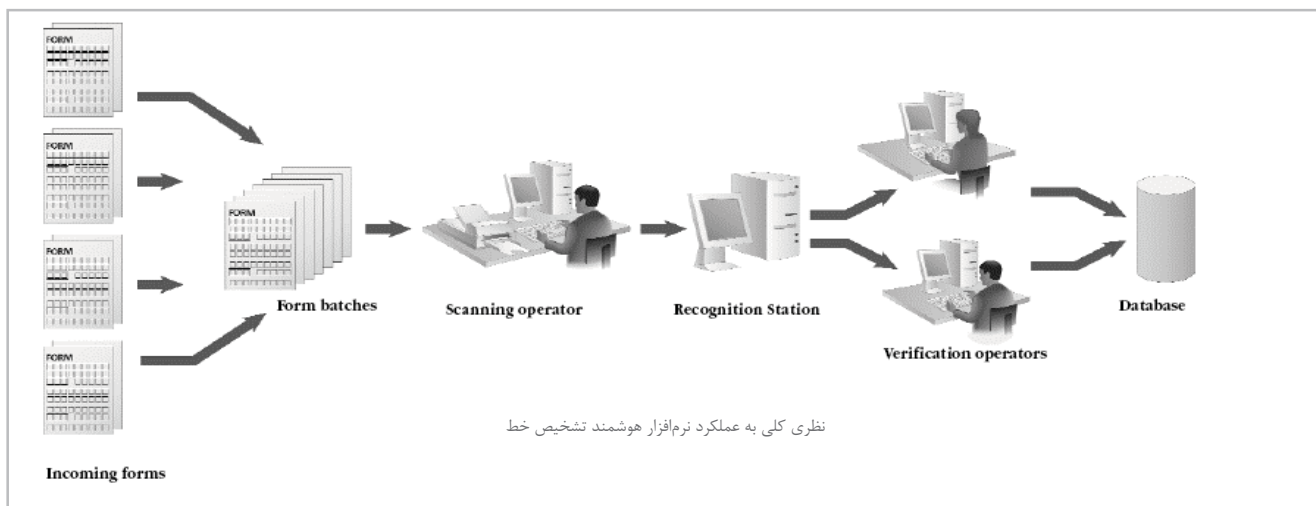 FORM
FORM
FORM
FORM
FORM
Form batches
Scanning operator
Recognition Station
Verification operators
Database
نظری کلی به عملکرد نرم‌افزار هوشمند تشخیص خط
Incoming forms